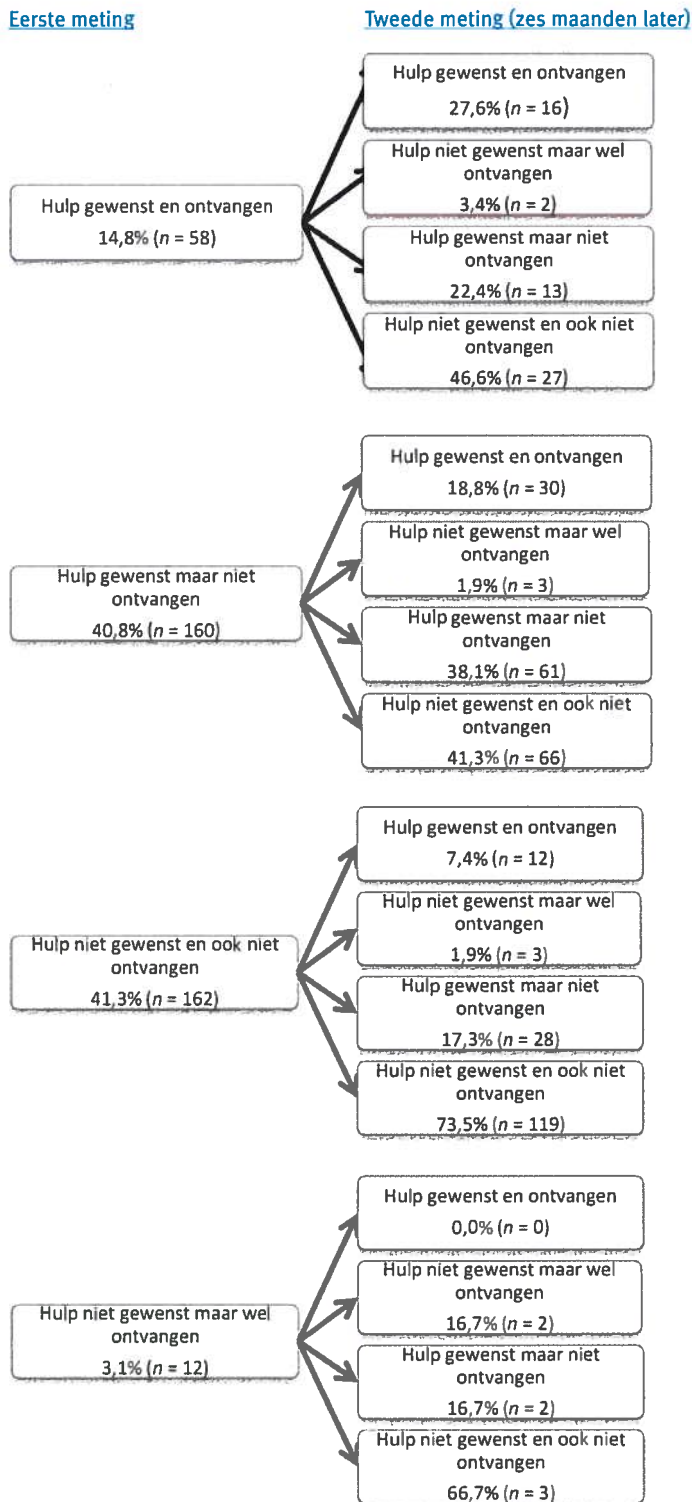 Eerste meting
Tweede meting (zes maanden later)
Hulp gewenst en ontvangen
14,8% (n = 58)
Hulp gewenst en ontvangen
27,6% (n = 16)
Hulp niet gewenst maar wel
ontvangen
3,4% (n = 2)
Hulp gewenst maar niet
ontvangen
22,4% (n = 13)
Hulp niet gewenst en ook niet
ontvangen
46,6% (n = 27)
Hulp gewenst maar niet
ontvangen
40,8% (n = 160)
Hulp gewenst en ontvangen
18,8% (n = 30)
Hulp niet gewenst maar wel
ontvangen
1,9% (n = 3)
Hulp gewenst maar niet
ontvangen
38,1% (n = 61)
Hulp niet gewenst en ook niet
ontvangen
41,3% (n = 66)
Hulp niet gewenst en ook niet
ontvangen
41,3% (n = 162)
Hulp gewenst en ontvangen
7,4% (n = 12)
Hulp niet gewenst maar wel
ontvangen
1,9% (n = 3)
Hulp gewenst maar niet
ontvangen
17,3% (n = 28)
Hulp niet gewenst en ook niet
ontvangen
73,5% (n = 119)
Hulp niet gewenst maar wel
ontvangen
3,1% (n = 12)
Hulp gewenst en ontvangen
0,0% (n = 0)
Hulp niet gewenst maar wel
ontvangen
16,7% (n = 2)
Hulp gewenst maar niet
ontvangen
16,7% (n = 2)
Hulp niet gewenst en ook niet
ontvangen
66,7% (n = 3)